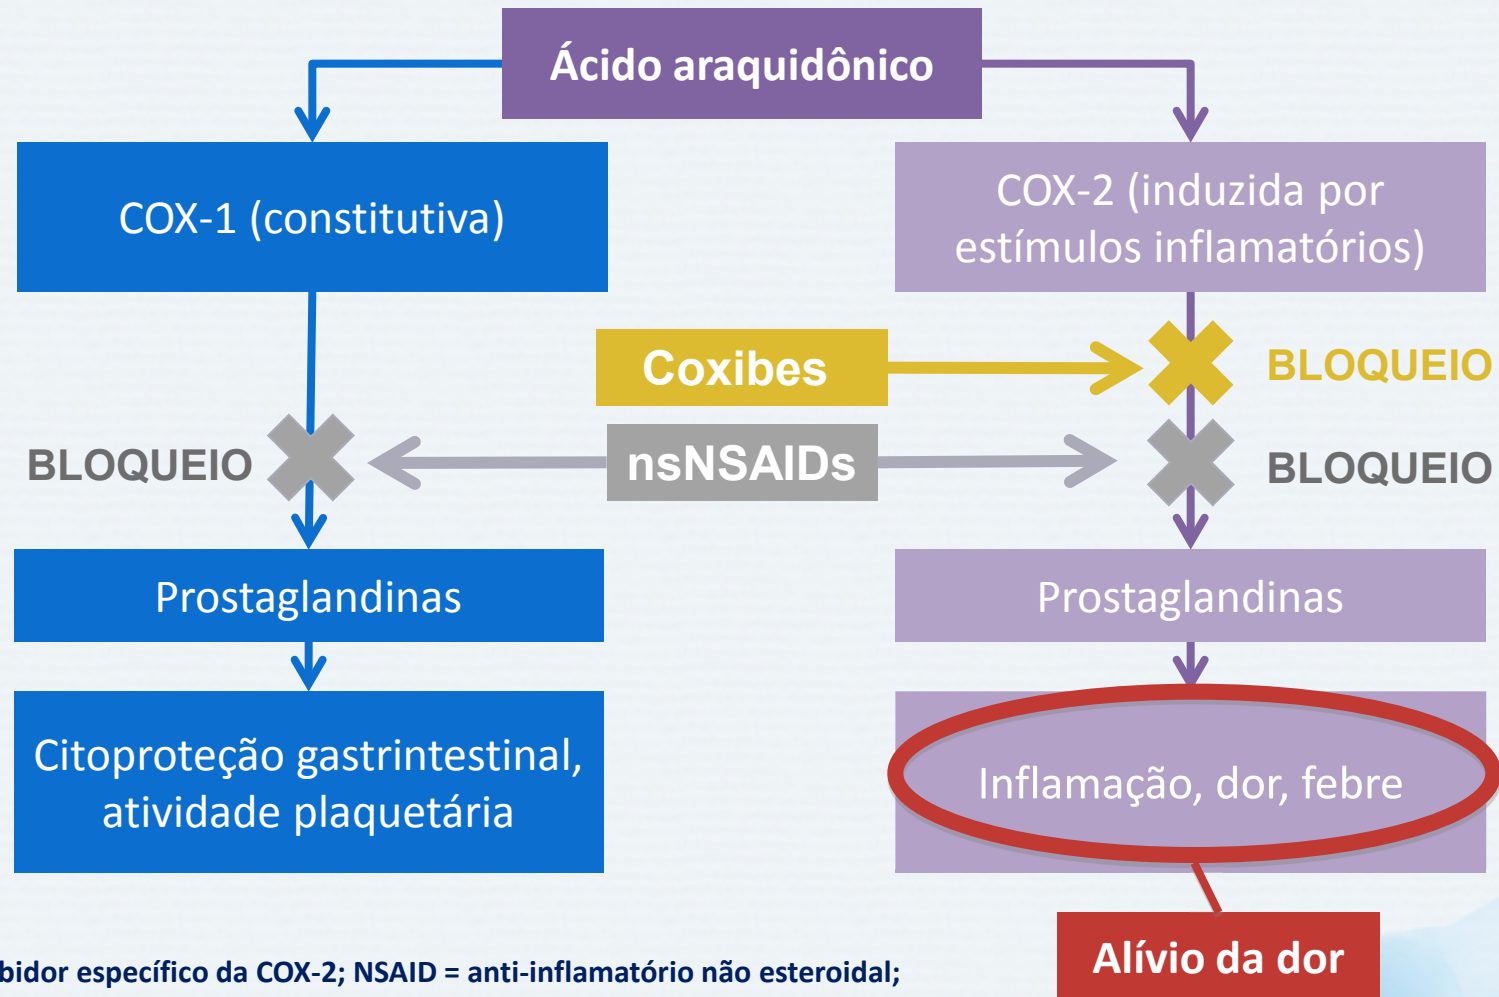 Ácido araquidônico
COX-1 (constitutiva)
COX-2 (induzida por
estímulos inflamatórios)
Coxibes
BLOQUEIO
BLOQUEIO
nsNSAIDs
BLOQUEIO
Prostaglandinas
Prostaglandinas
Citoproteção gastrintestinal,
atividade plaquetária
Inflamação, dor, febre
Alívio da dor
específico da COX-2; NSAID = anti-inflamatório não esteroidal;